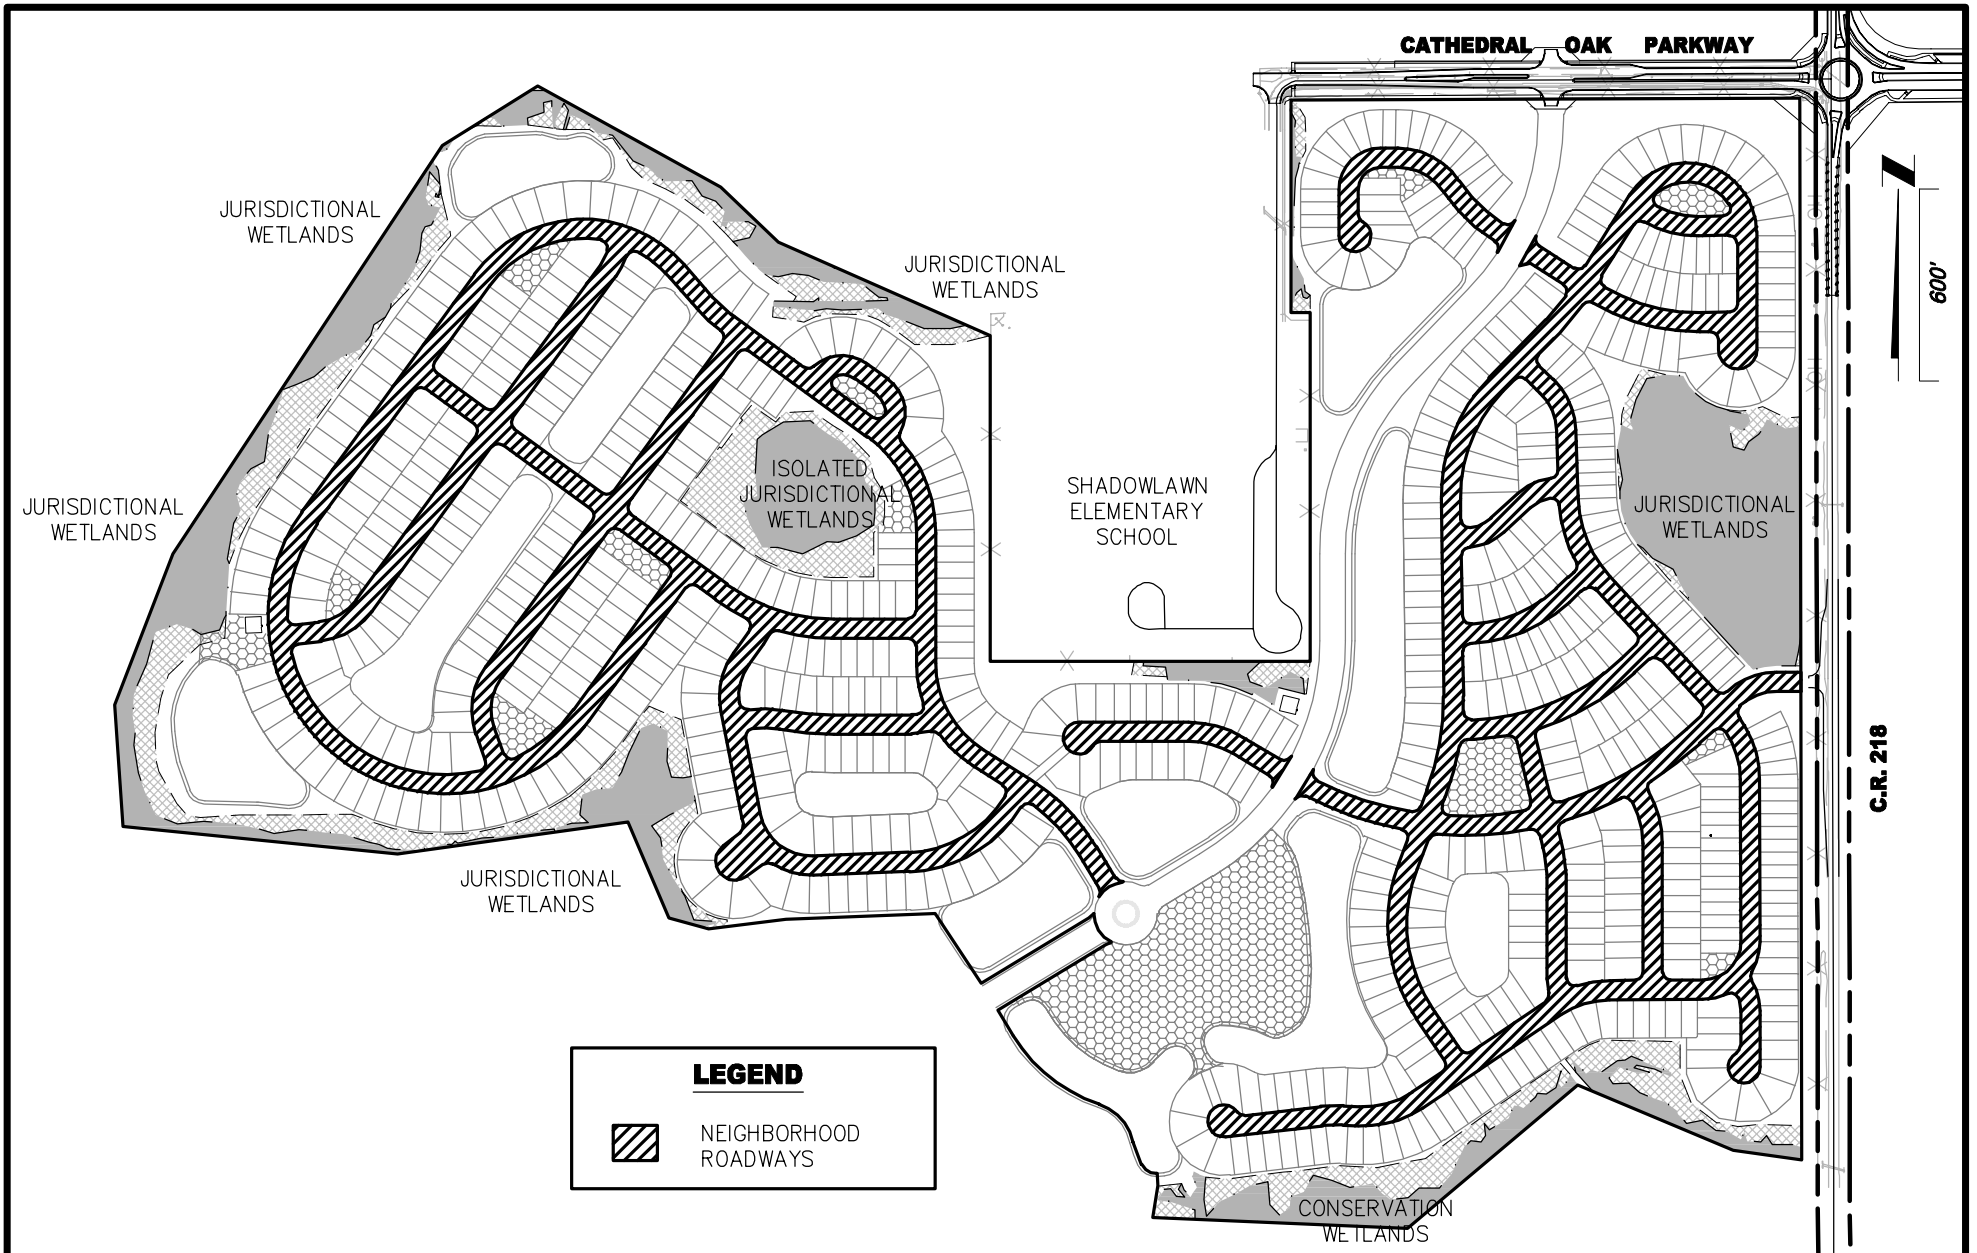 CATHEDRAL OAK PARKWAY
JURISDICTIONAL
WETLANDS
JURISDICTIONAL
WETLANDS
600'
ISOLATED
JURISDICTIONAL
WETLANDS
SHADOWLAWN
ELEMENTARY
SCHOOL
JURISDICTIONAL
WETLANDS
JURISDICTIONAL
WETLANDS
C.R. 218
JURISDICTIONAL
WETLANDS
LEGEND
NEIGHBORHOOD
ROADWAYS
CONSERVATION
WETLANDS